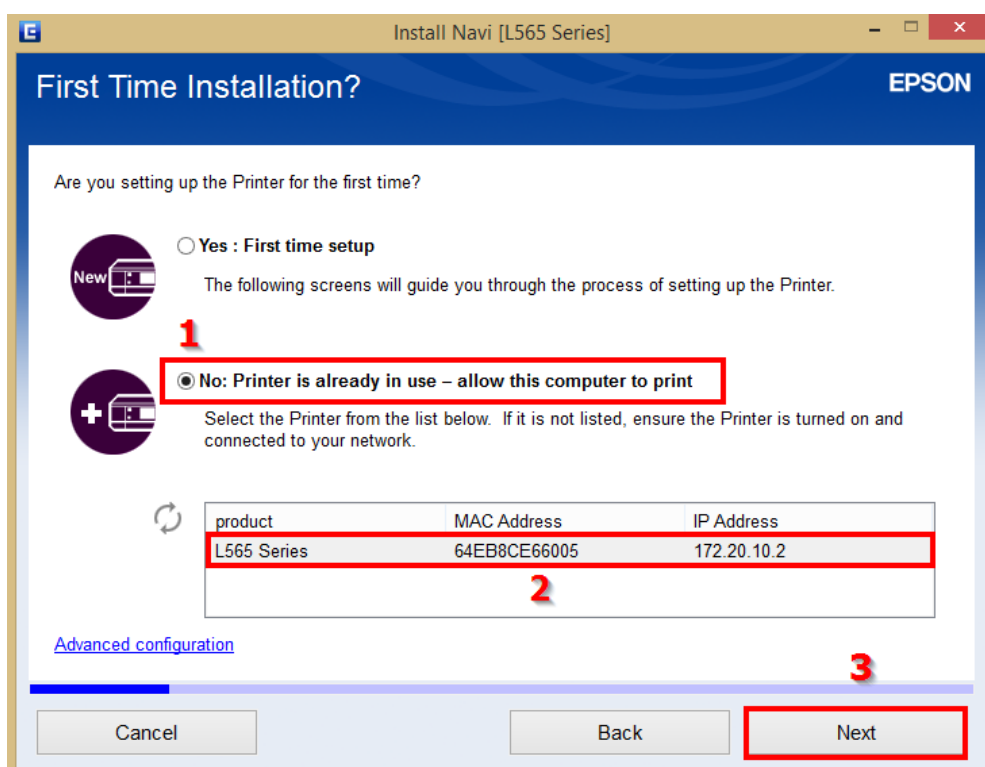 Install Navi [L565 Series]
First Time Installation?
EPSON
Are you setting up the Printer for the first time?
New
Yes : First time setup
The following screens will guide you through the process of setting up the Printer.
1
No: Printer is already in use – allow this computer to print
Select the Printer from the list below. If it is not listed, ensure the Printer is turned on and
connected to your network.
product MAC Address IP Address
L565 Series 64EB8CE66005 172.20.10.2
2
Advanced configuration
3
Cancel Back Next